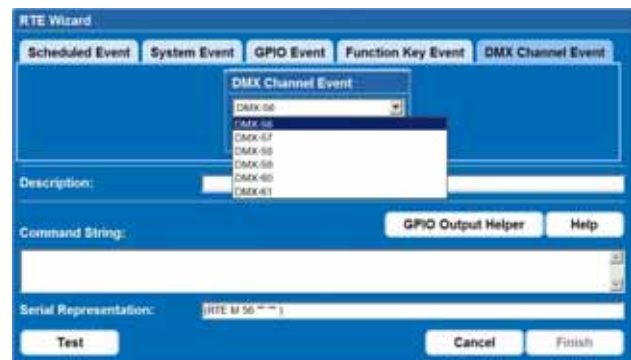 RTE Wizard
Scheduled Event System Event GPIO Event Function Key Event DMX Channel Event
DMX Channel Event
DMX-56
DMX-56
DMX-57
DMX-58
DMX-59
DMX-60
DMX-61
Description:
GPIO Output Helper Help
Command String:
Serial Representation: (RTE M 56 "" "" )
Test Cancel Finish